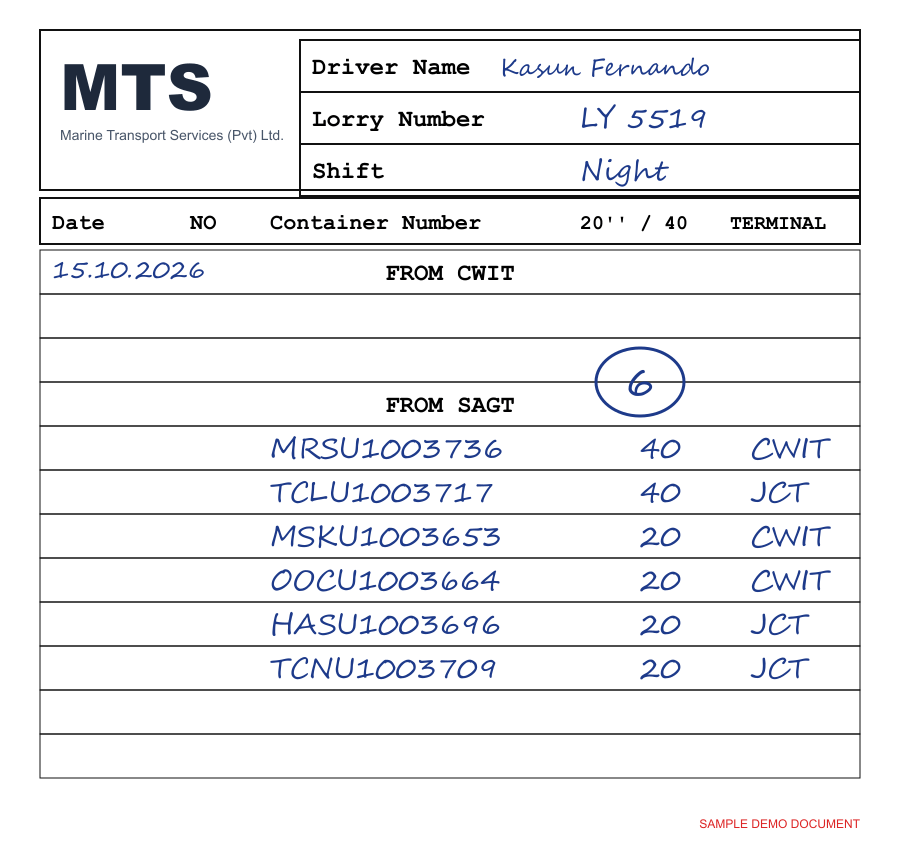 MTS
Marine Transport Services (Pvt) Ltd.
Driver Name Kasun Fernando
Lorry Number LY 5519
Shift Night
Date NO Container Number 20'' / 40 TERMINAL
15.10.2026 FROM CWIT
6
FROM SAGT
MRSU1003736 40 CWIT
TCLU1003717 40 JCT
MSKU1003653 20 CWIT
OOCU1003664 20 CWIT
HASU1003696 20 JCT
TCNU1003709 20 JCT
SAMPLE DEMO DOCUMENT